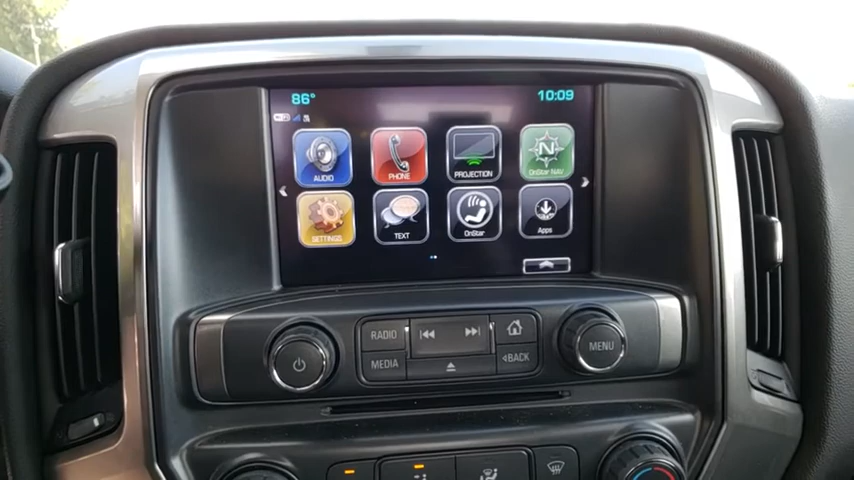 86° 10:09
AUDIO PHONE PROJECTION N OnStar NAV
SETTINGS TEXT OnStar Apps
RADIO
MEDIA BACK MENU